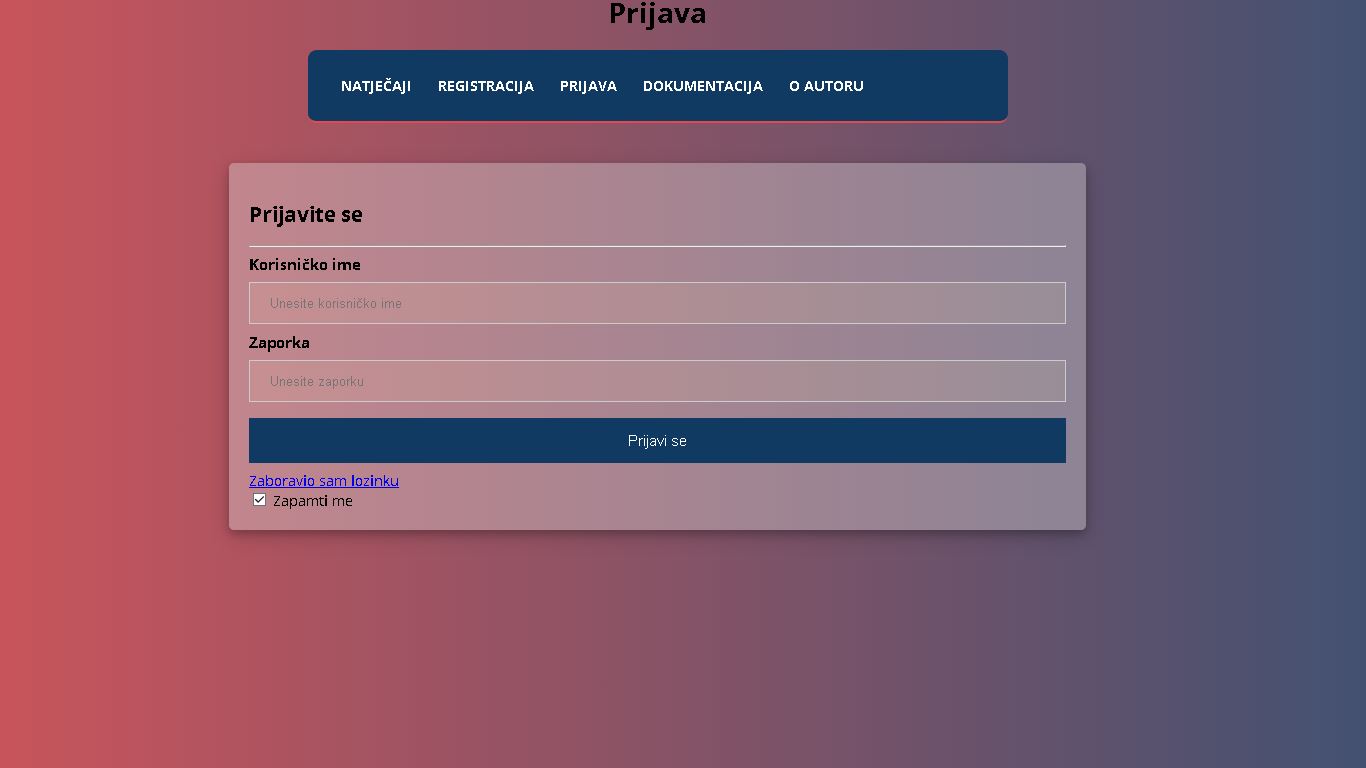 Prijava
NATJEČAJI REGISTRACIJA PRIJAVA DOKUMENTACIJA O AUTORU
Prijavite se
Korisničko ime
Unesite korisničko ime
Zaporka
Unesite zaporku
Prijavi se
Zaboravio sam lozinku
Zapamti me